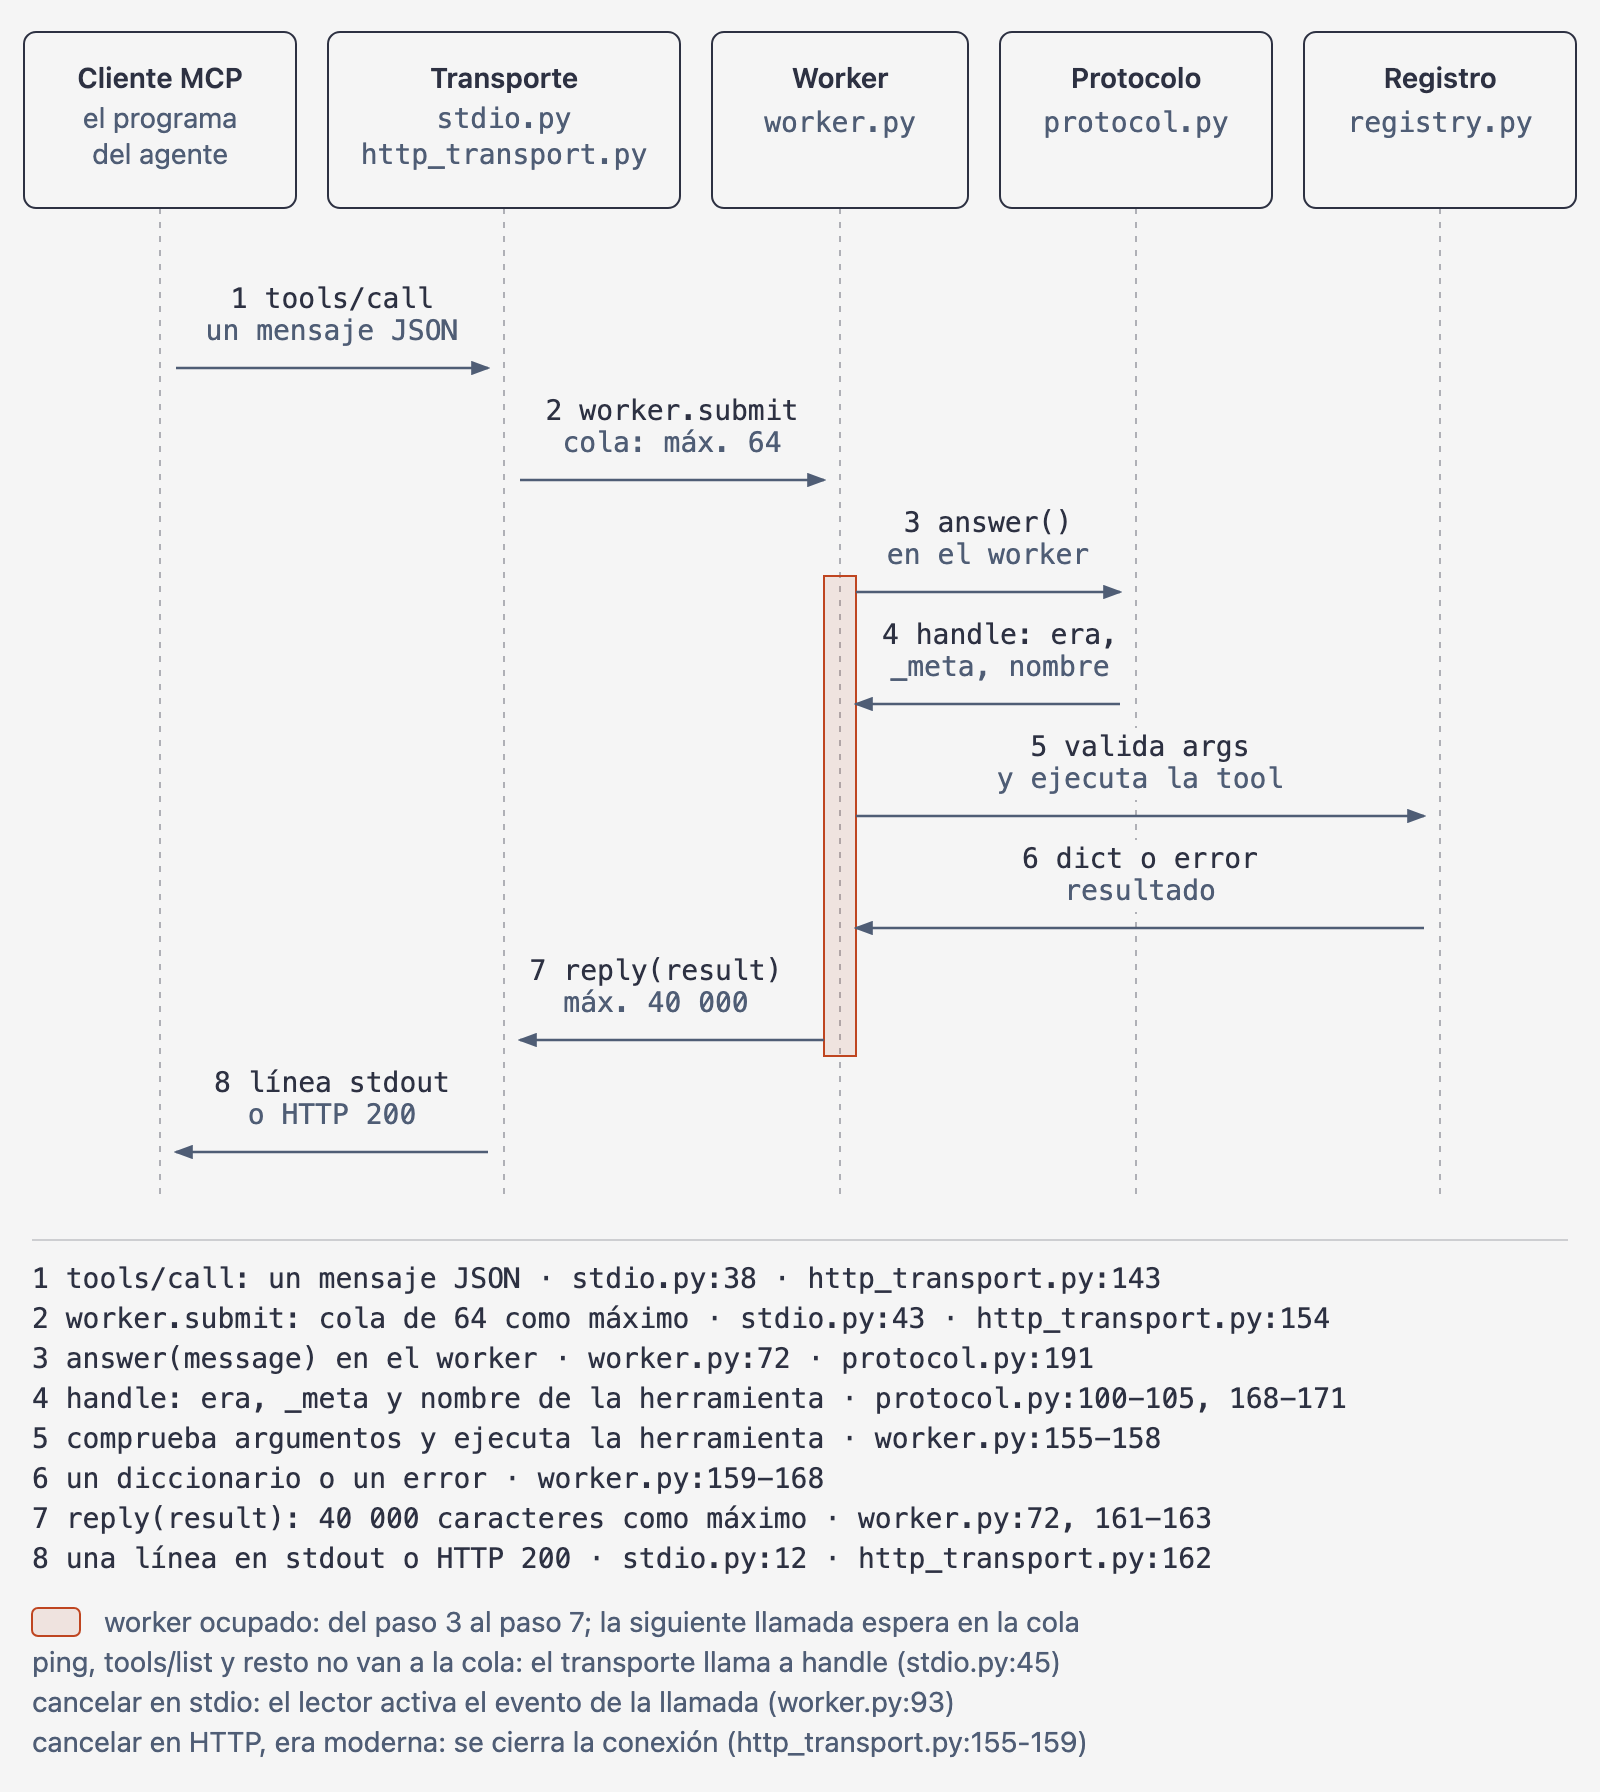 Cliente MCP
el programa
del agente
Transporte
stdio.py
http_transport.py
Worker
worker.py
Protocolo
protocol.py
Registro
registry.py
1 tools/call
un mensaje JSON
2 worker.submit
cola: máx. 64
3 answer()
en el worker
4 handle: era,
_meta, nombre
5 valida args
y ejecuta la tool
6 dict o error
resultado
7 reply(result)
máx. 40 000
8 línea stdout
o HTTP 200
1 tools/call: un mensaje JSON · stdio.py:38 · http_transport.py:143
2 worker.submit: cola de 64 como máximo · stdio.py:43 · http_transport.py:154
3 answer(message) en el worker · worker.py:72 · protocol.py:191
4 handle: era, _meta y nombre de la herramienta · protocol.py:100–105, 168–171
5 comprueba argumentos y ejecuta la herramienta · worker.py:155–158
6 un diccionario o un error · worker.py:159–168
7 reply(result): 40 000 caracteres como máximo · worker.py:72, 161–163
8 una línea en stdout o HTTP 200 · stdio.py:12 · http_transport.py:162
worker ocupado: del paso 3 al paso 7; la siguiente llamada espera en la cola
ping, tools/list y resto no van a la cola: el transporte llama a handle (stdio.py:45)
cancelar en stdio: el lector activa el evento de la llamada (worker.py:93)
cancelar en HTTP, era moderna: se cierra la conexión (http_transport.py:155-159)